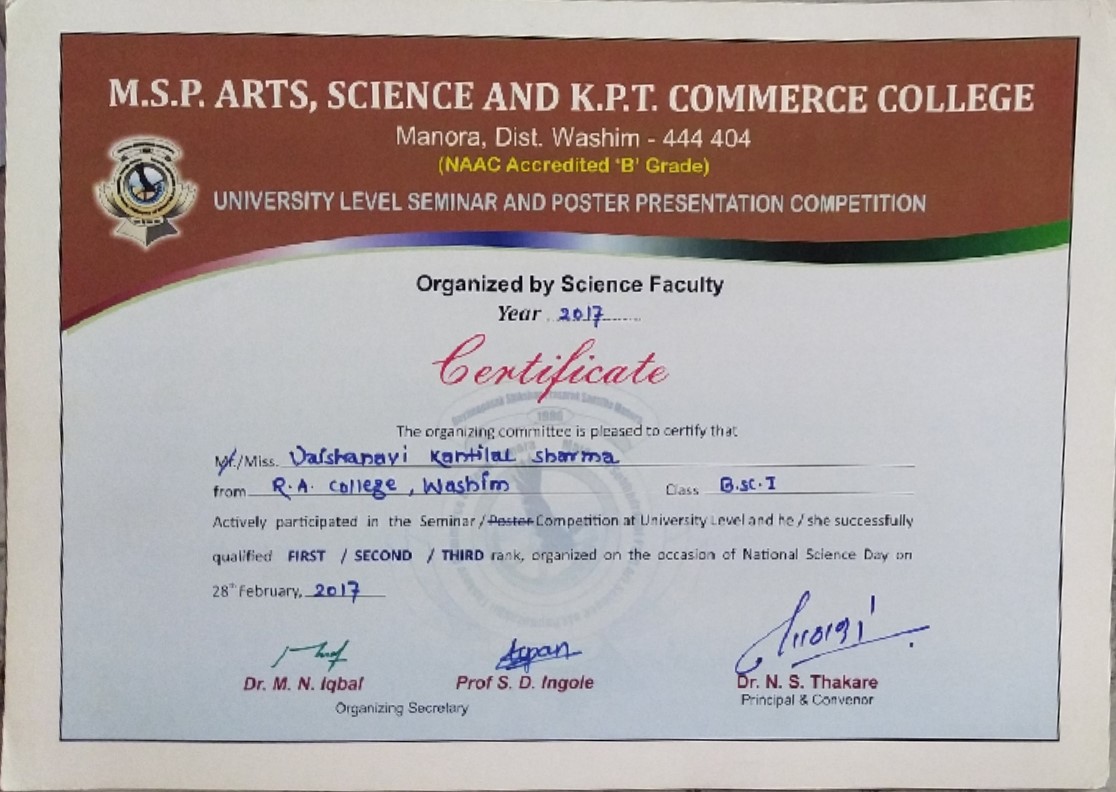 M.S.P. ARTS, SCIENCE AND K.P.T. COMMERCE COLLEGE
Manora, Dist. Washim - 444 404
(NAAC Accredited 'B' Grade)
UNIVERSITY LEVEL SEMINAR AND POSTER PRESENTATION COMPETITION
Organized by Science Faculty
Year 2017
Certificate
1986
The organizing committee is pleased to certify that
Mr./Miss. Vaishanavi Kantilal Sharma
from R.A. College, Washim Class B.Sc. I
Actively participated in the Seminar / Poster Competition at University Level and he / she successfully
qualified FIRST / SECOND / THIRD rank, organized on the occasion of National Science Day on
28th February, 2017
Dr. M. N. Iqbal Prof S. D. Ingole Dr. N. S. Thakare
Organizing Secretary Principal & Convenor